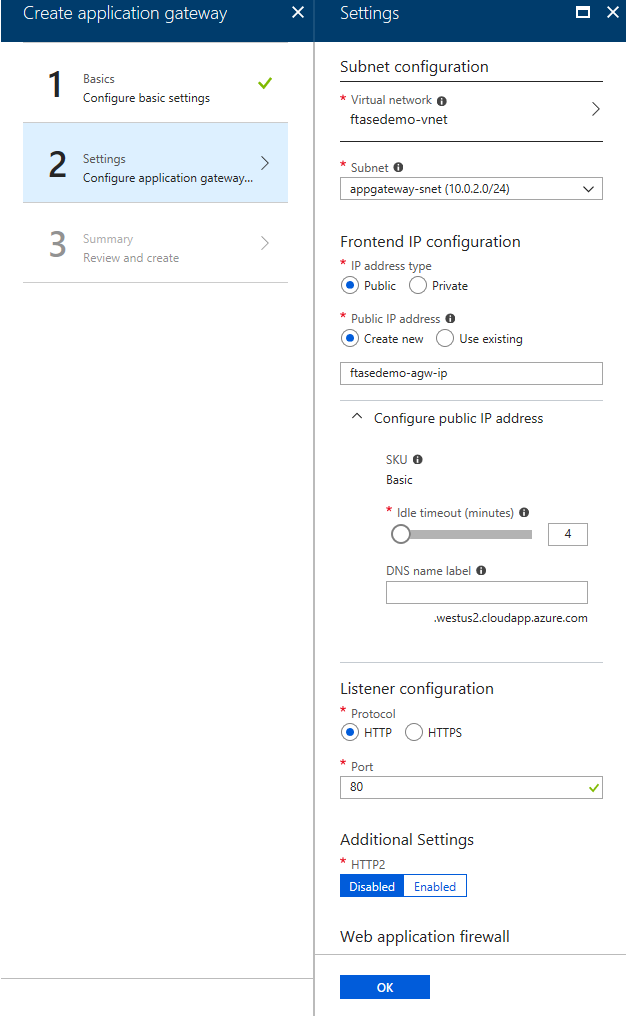 Create application gateway
1
Basics
Configure basic settings
2
Settings
Configure application gateway...
3
Summary
Review and create
Settings
Subnet configuration
* Virtual network
ftasedemo-vnet
* Subnet
appgateway-snet (10.0.2.0/24)
Frontend IP configuration
* IP address type
Public Private
* Public IP address
Create new Use existing
ftasedemo-agw-ip
Configure public IP address
SKU
Basic
* Idle timeout (minutes)
4
DNS name label
.westus2.cloudapp.azure.com
Listener configuration
* Protocol
HTTP HTTPS
* Port
80
Additional Settings
* HTTP2
Disabled Enabled
Web application firewall
OK